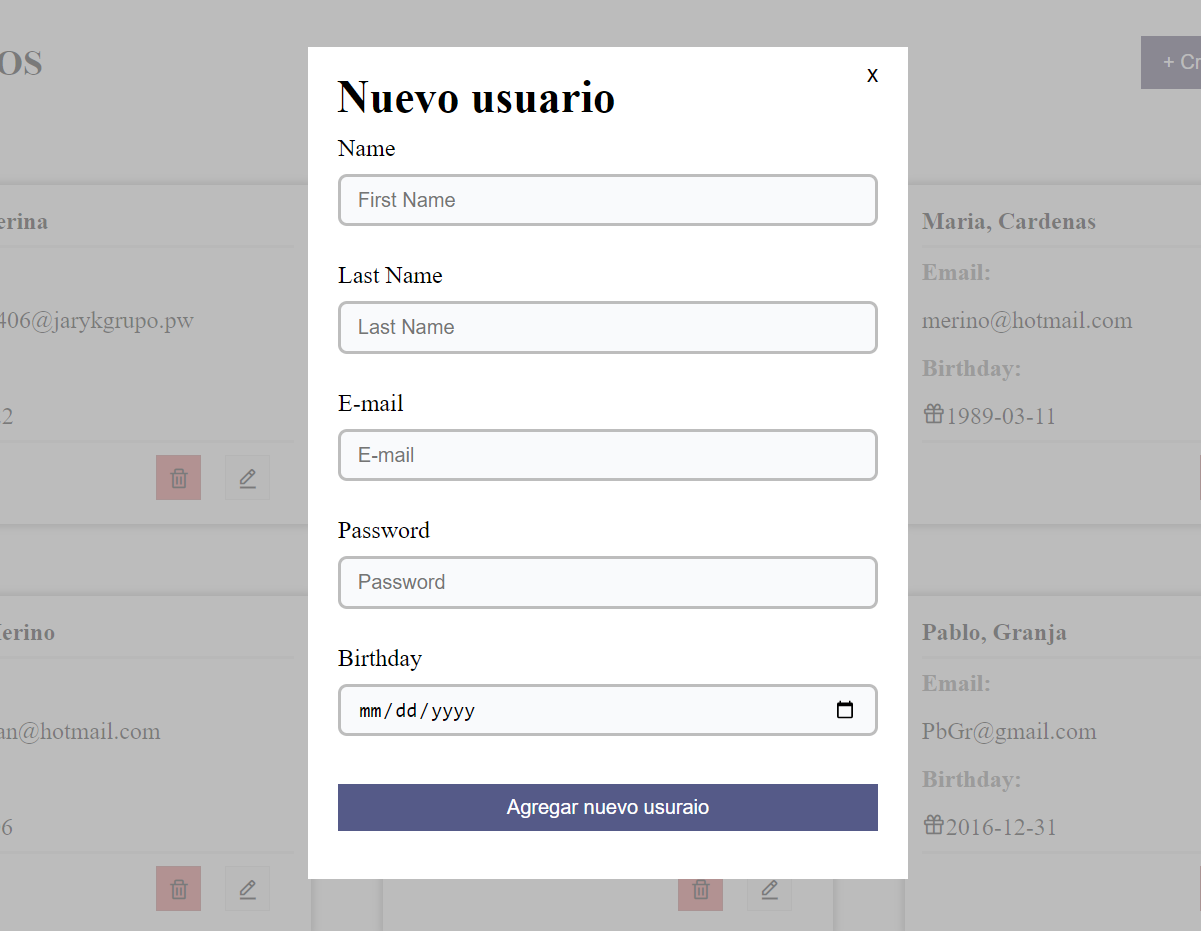 OS
+ Cr
Nuevo usuario
X
Name
First Name
Last Name
Last Name
E-mail
E-mail
Password
Password
Birthday
mm/dd/yyyy
Agregar nuevo usuraio
erina
406@jarykgrupo.pw
2
Maria, Cardenas
Email:
merino@hotmail.com
Birthday:
1989-03-11
erino
an@hotmail.com
6
Pablo, Granja
Email:
PbGr@gmail.com
Birthday:
2016-12-31